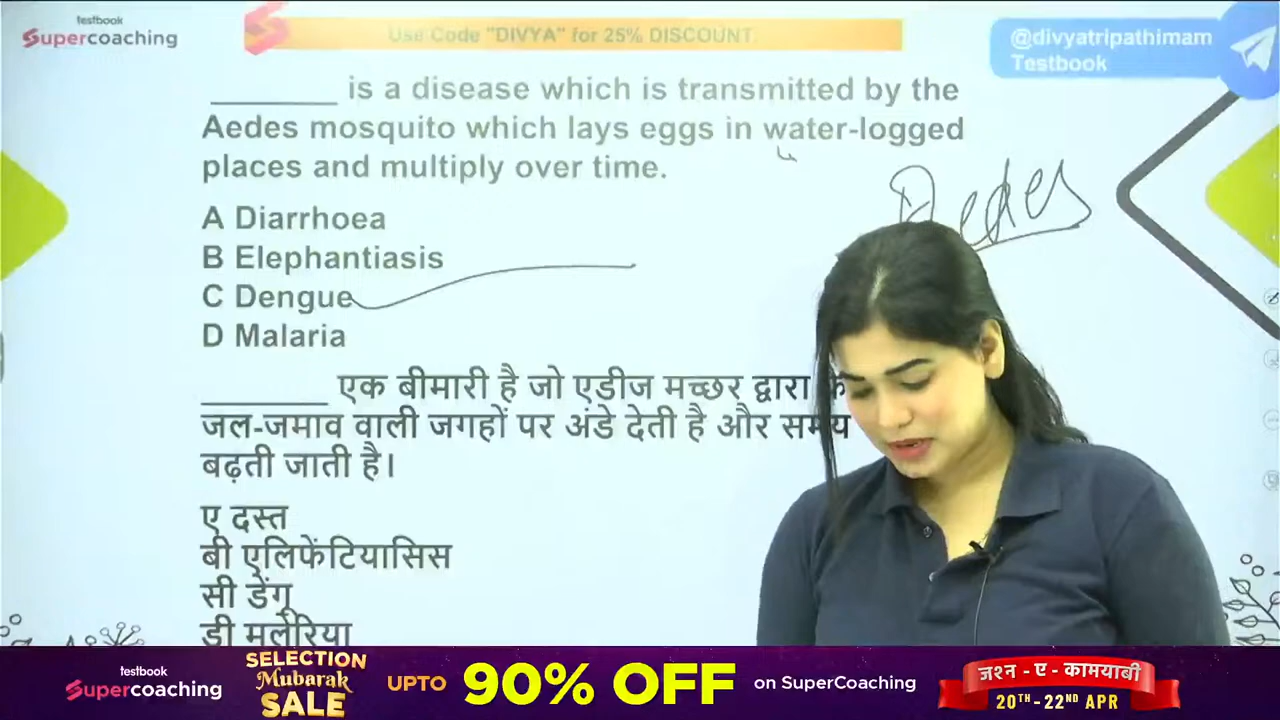 testbook
Supercoaching
Use Code "DIVYA" for 25% DISCOUNT
@divyatripathimam
Testbook
______ is a disease which is transmitted by the
Aedes mosquito which lays eggs in water-logged
places and multiply over time.
Aedes
A Diarrhoea
B Elephantiasis
C Dengue
D Malaria
______ एक बीमारी है जो एडीज मच्छर द्वारा
जल-जमाव वाली जगहों पर अंडे देती है और समय
बढ़ती जाती है।
ए दस्त
बी एलिफेंटियासिस
सी डेंगू
डी मलेरिया
testbook
Supercoaching
SELECTION
Mubarak
SALE
UPTO 90% OFF on SuperCoaching
जश्न - ए - कामयाबी
20TH - 22ND APR